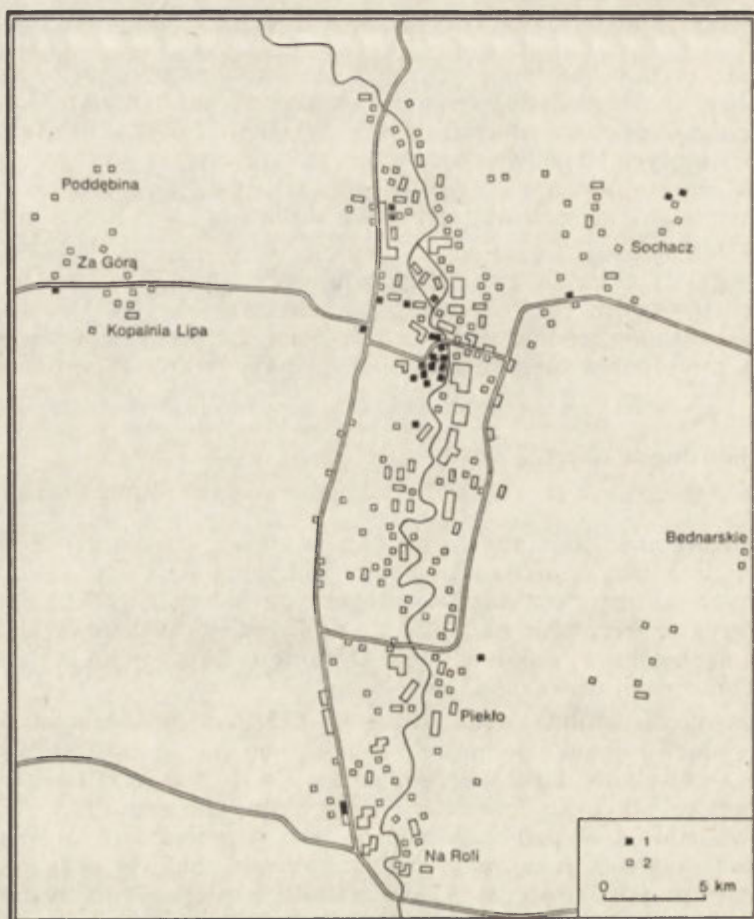 Poddębina
Sochacz
Za Górą
Kopalnia Lipa
Bednarskie
Piekło
Na Roli
1
2
0 5 km